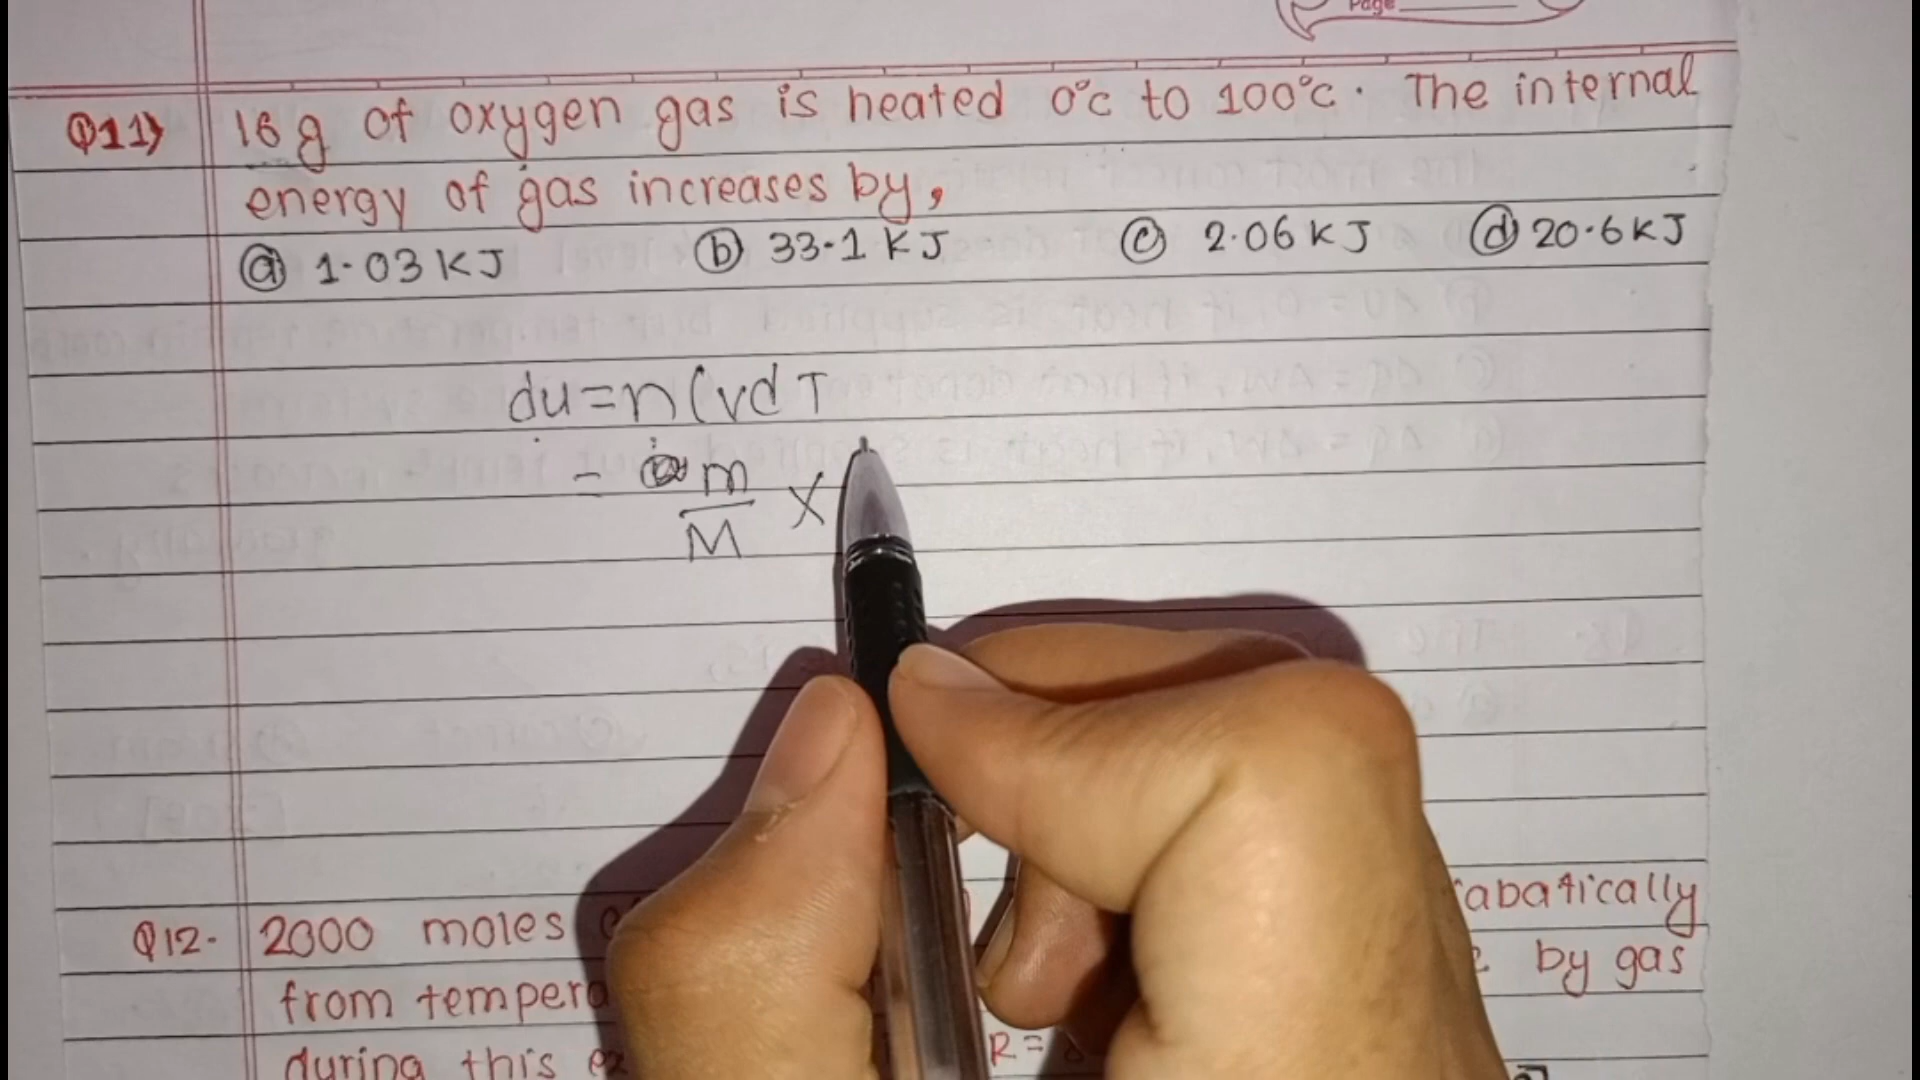 Page
Q11) 16 g of oxygen gas is heated 0°c to 100°c. The internal
energy of gas increases by,
(a) 1.03 KJ (b) 33.1 KJ (c) 2.06 KJ (d) 20.6 KJ
du = n CvdT
= m/M ×
Q12. 2000 moles abatically
from by gas
during this R =